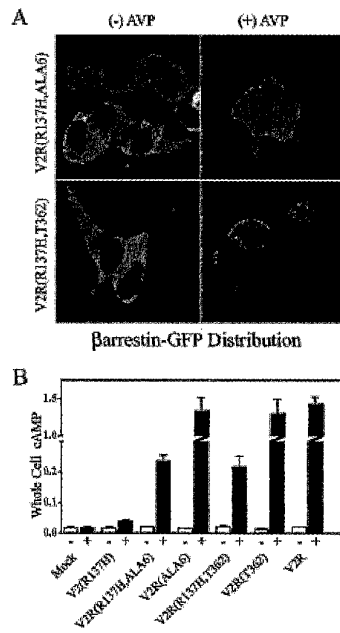 A
(-) AVP (+) AVP
V2R(R137H,ALA6)
V2R(R137H,T362)
βarrestin-GFP Distribution
B
Whole Cell cAMP
1.5
1.0
0.2
0.1
0.0
- + - + - + - + - + - + - +
Mock
V2(R137H)
V2R(R137H,ALA6)
V2R(ALA6)
V2R(R137H,T362)
V2R(T362)
V2R